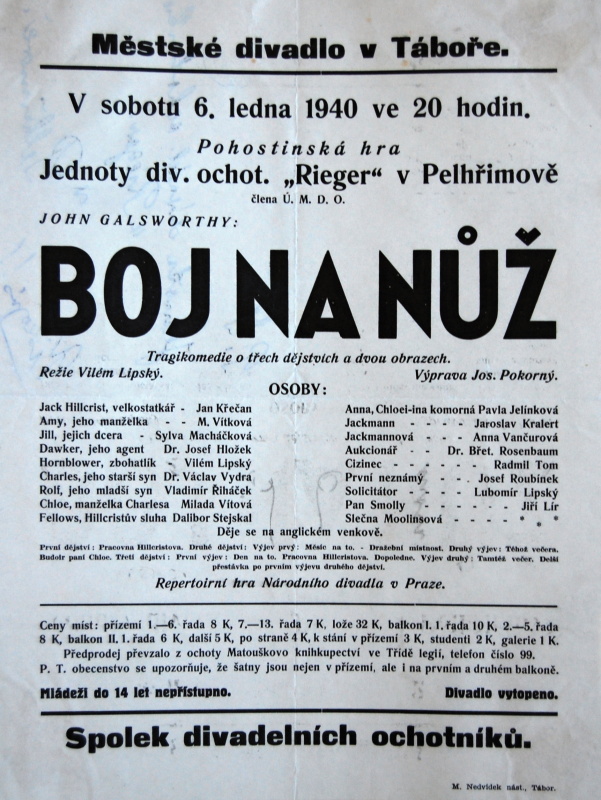 Městské divadlo v Táboře.
V sobotu 6. ledna 1940 ve 20 hodin.
Pohostinská hra
Jednoty div. ochot. „Rieger“ v Pelhřimově
člena Ú. M. D. O.
JOHN GALSWORTHY:
BOJ NA NŮŽ
Tragikomedie o třech dějstvích a dvou obrazech.
Režie Vilém Lipský. Výprava Jos. Pokorný.
OSOBY:
Jack Hillcrist, velkostatkář - Jan Křečan
Amy, jeho manželka - - M. Vítková
Jill, jejich dcera - Sylva Macháčková
Dawker, jeho agent Dr. Josef Hložek
Hornblower, zbohatlík - Vilém Lipský
Charles, jeho starší syn Dr. Václav Vydra
Rolf, jeho mladší syn Vladimír Řiháček
Chloe, manželka Charlesa Milada Vítová
Fellows, Hillcristův sluha Dalibor Stejskal
Anna, Chloei-ina komorná Pavla Jelínková
Jackmann - - - Jaroslav Kralert
Jackmannová - - Anna Vančurová
Aukcionář - - Dr. Břet. Rosenbaum
Cizinec - - - - - Radmil Tom
První neznámý - - Josef Roubínek
Solicitátor - - Lubomír Lipský
Pan Smolly - - - - - Jiří Lír
Slečna Moolinsová - - - - * * *
Děje se na anglickém venkově.
První dějství: Pracovna Hillcristova. Druhé dějství: Výjev prvý: Měsíc na to. - Dražební místnost. Druhý výjev: Téhož večera.
Budoir paní Chloe. Třetí dějství: První výjev: Den na to. Pracovna Hillcristova. Dopoledne. Druhý výjev: Tamtéž večer. Delší
přestávka po prvním výjevu druhého dějství.
Repertoirní hra Národního divadla v Praze.
Ceny míst: přízemí 1.—6. řada 8 K, 7.—13. řada 7 K, lože 32 K, balkon I. 1. řada 10 K, 2.—5. řada
8 K, balkon II. 1. řada 6 K, další 5 K, po straně 4 K, k stání v přízemí 3 K, studenti 2 K, galerie 1 K.
Předprodej převzalo z ochoty Matouškovo knihkupectví ve Třídě legií, telefon číslo 99.
P. T. obecenstvo se upozorňuje, že šatny jsou nejen v přízemí, ale i na prvním a druhém balkoně.
Mládeži do 14 let nepřístupno. Divadlo vytopeno.
Spolek divadelních ochotníků.
M. Nedvídek nást., Tábor.